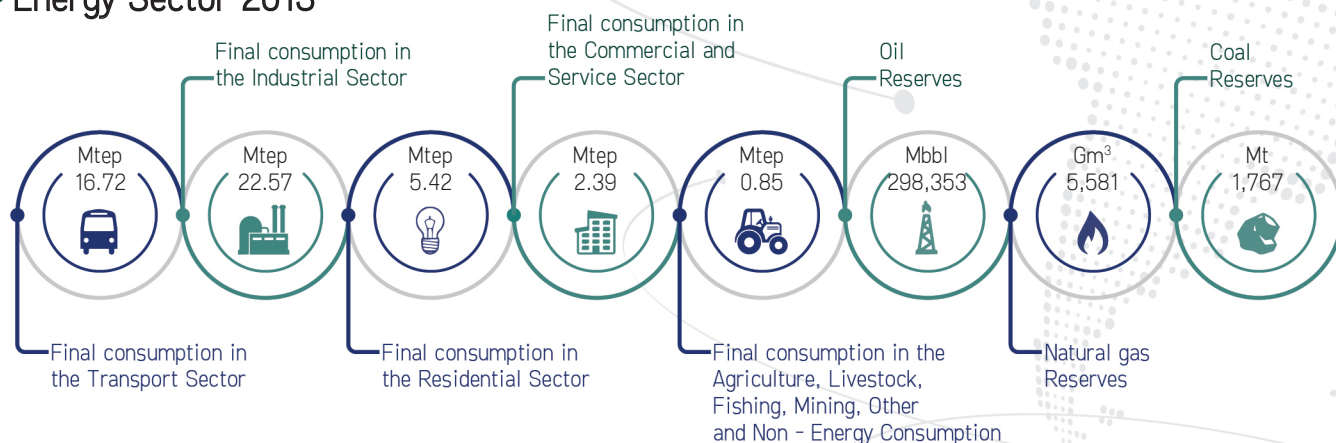 Energy Sector 2013
Final consumption in
the Industrial Sector
Final consumption in
the Commercial and
Service Sector
Oil
Reserves
Coal
Reserves
Mtep
16.72
Mtep
22.57
Mtep
5.42
Mtep
2.39
Mtep
0.85
Mbbl
298,353
Gm³
5,581
Mt
1,767
Final consumption in
the Transport Sector
Final consumption in
the Residential Sector
Final consumption in the
Agriculture, Livestock,
Fishing, Mining, Other
and Non - Energy Consumption
Natural gas
Reserves